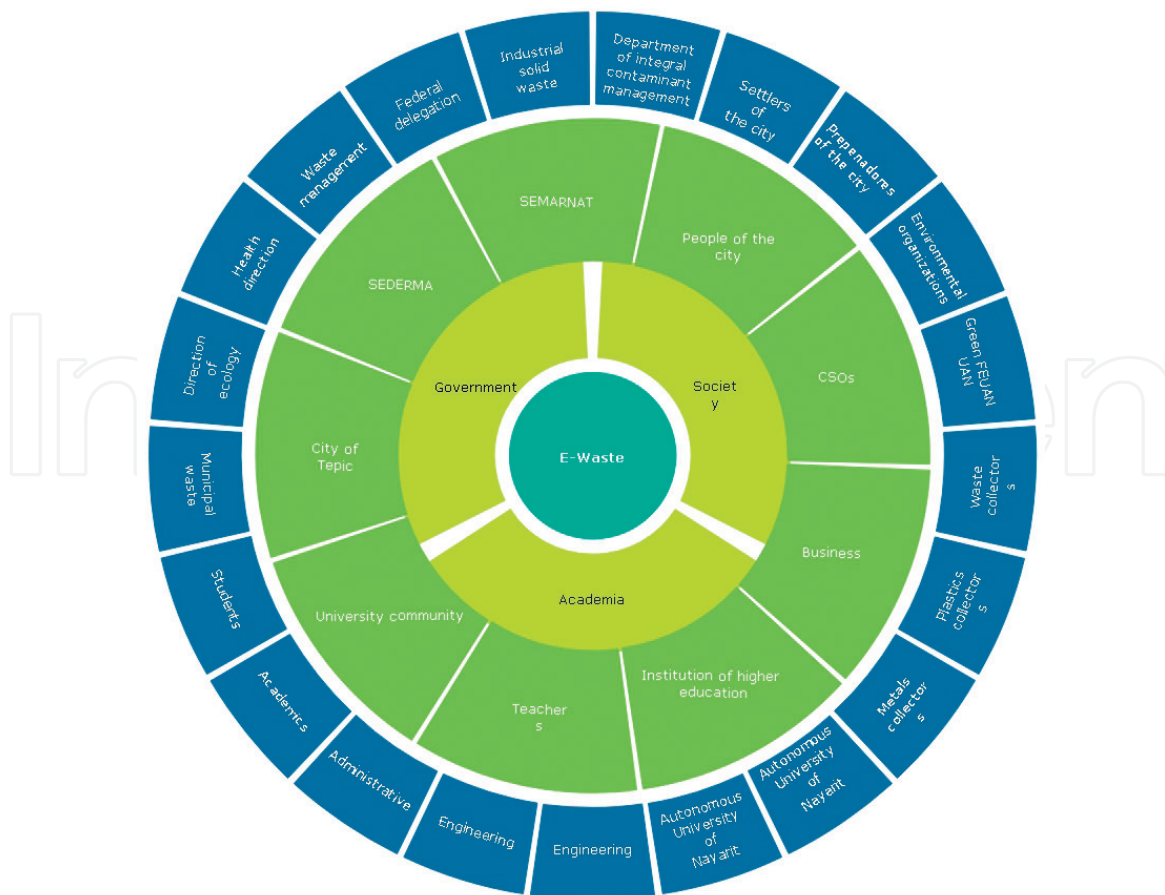 Industrial
solid
waste
Department
of integral
contaminant
management
Settlers
of
the city
Prepenadores
of the city
Environmental
organizations
Green FEUAN
UAN
Waste
collector
s
Plastics
collector
s
Metals
collector
s
Autonomous
University
of
Nayarit
Autonomous
University
of
Nayarit
Engineering
Engineering
Administrative
Academics
Students
Municipal
waste
Direction
of
ecology
Health
direction
Waste
management
Federal
delegation
SEMARNAT
People of the
city
CSOs
Business
Institution of higher
education
Teacher
s
University community
City of
Tepic
SEDERMA
Government
Societ
y
Academia
E-Waste